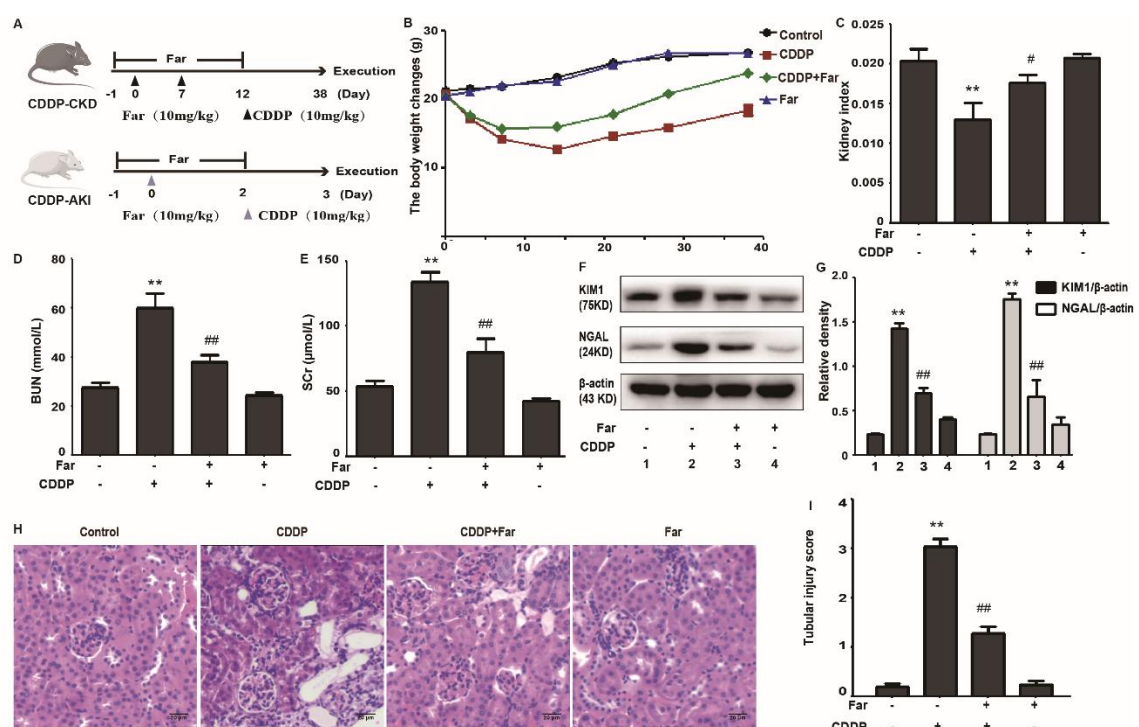 A
Far
Execution
CDDP-CKD
-1 0 7 12 38 (Day)
Far (10mg/kg) CDDP (10mg/kg)
Far
Execution
CDDP-AKI
-1 0 2 3 (Day)
Far (10mg/kg) CDDP (10mg/kg)
B
The body weight changes (g)
30
20
10
0
0 10 20 30 40
Control
CDDP
CDDP+Far
Far
C
Kidney index
0.025
0.020
0.015
0.010
0.005
0.000
**
#
Far - - + +
CDDP - + + -
D
BUN (mmol/L)
80
60
40
20
0
**
##
Far - - + +
CDDP - + + -
E
SCr (μmol/L)
150
100
50
0
**
##
Far - - + +
CDDP - + + -
F
KIM1
(75KD)
NGAL
(24KD)
β-actin
(43 KD)
Far - - + +
CDDP - + + -
1 2 3 4
G
Relative density
2.0
1.5
1.0
0.5
0.0
KIM1/β-actin
NGAL/β-actin
**
##
**
##
1 2 3 4 1 2 3 4
H
Control CDDP CDDP+Far Far
I
Tubular injury score
4
3
2
1
0
**
##
Far - - + +
CDDP - + + -